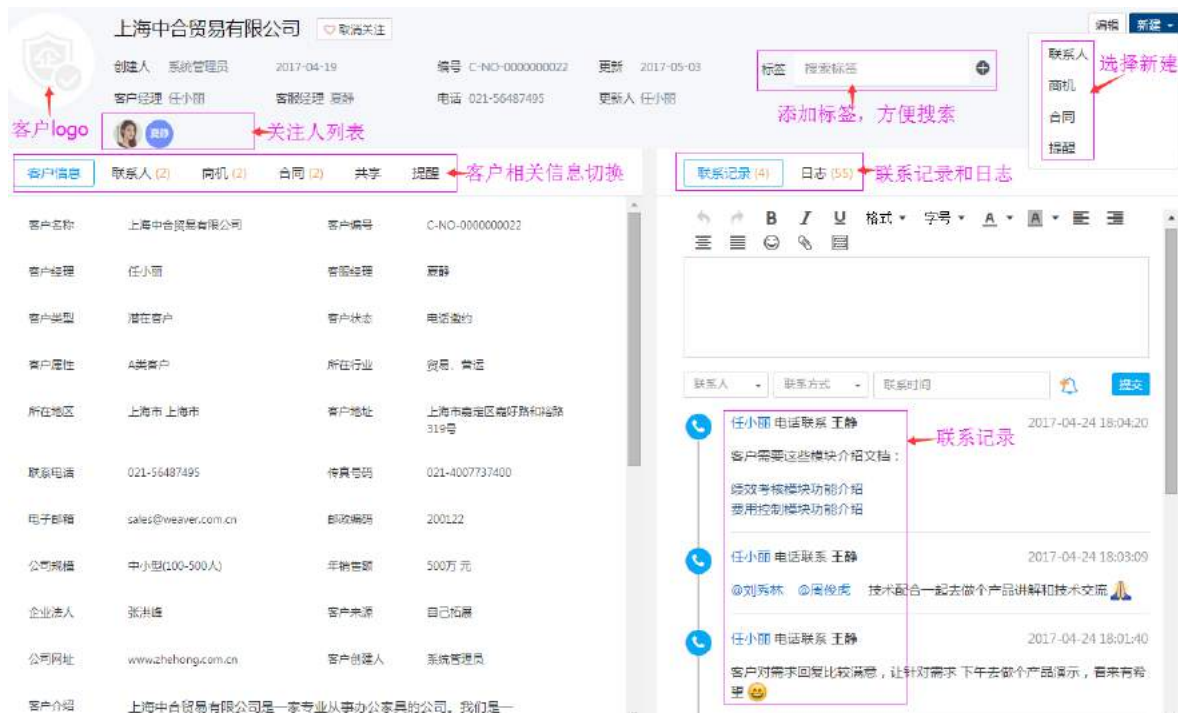 上海中合贸易有限公司 取消关注
编辑 新建
创建人 系统管理员 2017-04-19 编号 C-NO-0000000022 更新 2017-05-03
标签 搜索标签
客户经理 任小丽 客服经理 夏静 电话 021-56487495 更新人 任小丽
联系人
商机
合同
提醒
选择新建
添加标签，方便搜索
客户logo
夏静
关注人列表
客户信息 联系人 (2) 商机 (2) 合同 (2) 共享 提醒 客户相关信息切换
联系记录 (4) 日志 (55) 联系记录和日志
客户名称 上海中合贸易有限公司 客户编号 C-NO-0000000022
客户经理 任小丽 客服经理 夏静
客户类型 潜在客户 客户状态 电话邀约
客户属性 A类客户 所在行业 贸易、营运
所在地区 上海市 上海市 客户地址 上海市嘉定区嘉好路和裕路
319号
联系电话 021-56487495 传真号码 021-4007737400
电子邮箱 sales@weaver.com.cn 邮政编码 200122
公司规模 中小型(100-500人) 年销售额 500万元
企业法人 张洪峰 客户来源 自己拓展
公司网址 www.zhehong.com.cn 客户创建人 系统管理员
客户介绍 上海中合贸易有限公司是一家专业从事办公家具的公司。我们是一
B I U 格式 字号 A A
联系人 联系方式 联系时间 提交
任小丽 电话联系 王静 2017-04-24 18:04:20
联系记录
客户需要这些模块介绍文档：
绩效考核模块功能介绍
费用控制模块功能介绍
任小丽 电话联系 王静 2017-04-24 18:03:09
@刘秀林 @周俊虎 技术配合一起去做个产品讲解和技术交流
任小丽 电话联系 王静 2017-04-24 18:01:40
客户对需求回复比较满意，让针对需求 下午去做个产品演示，看来有希
望